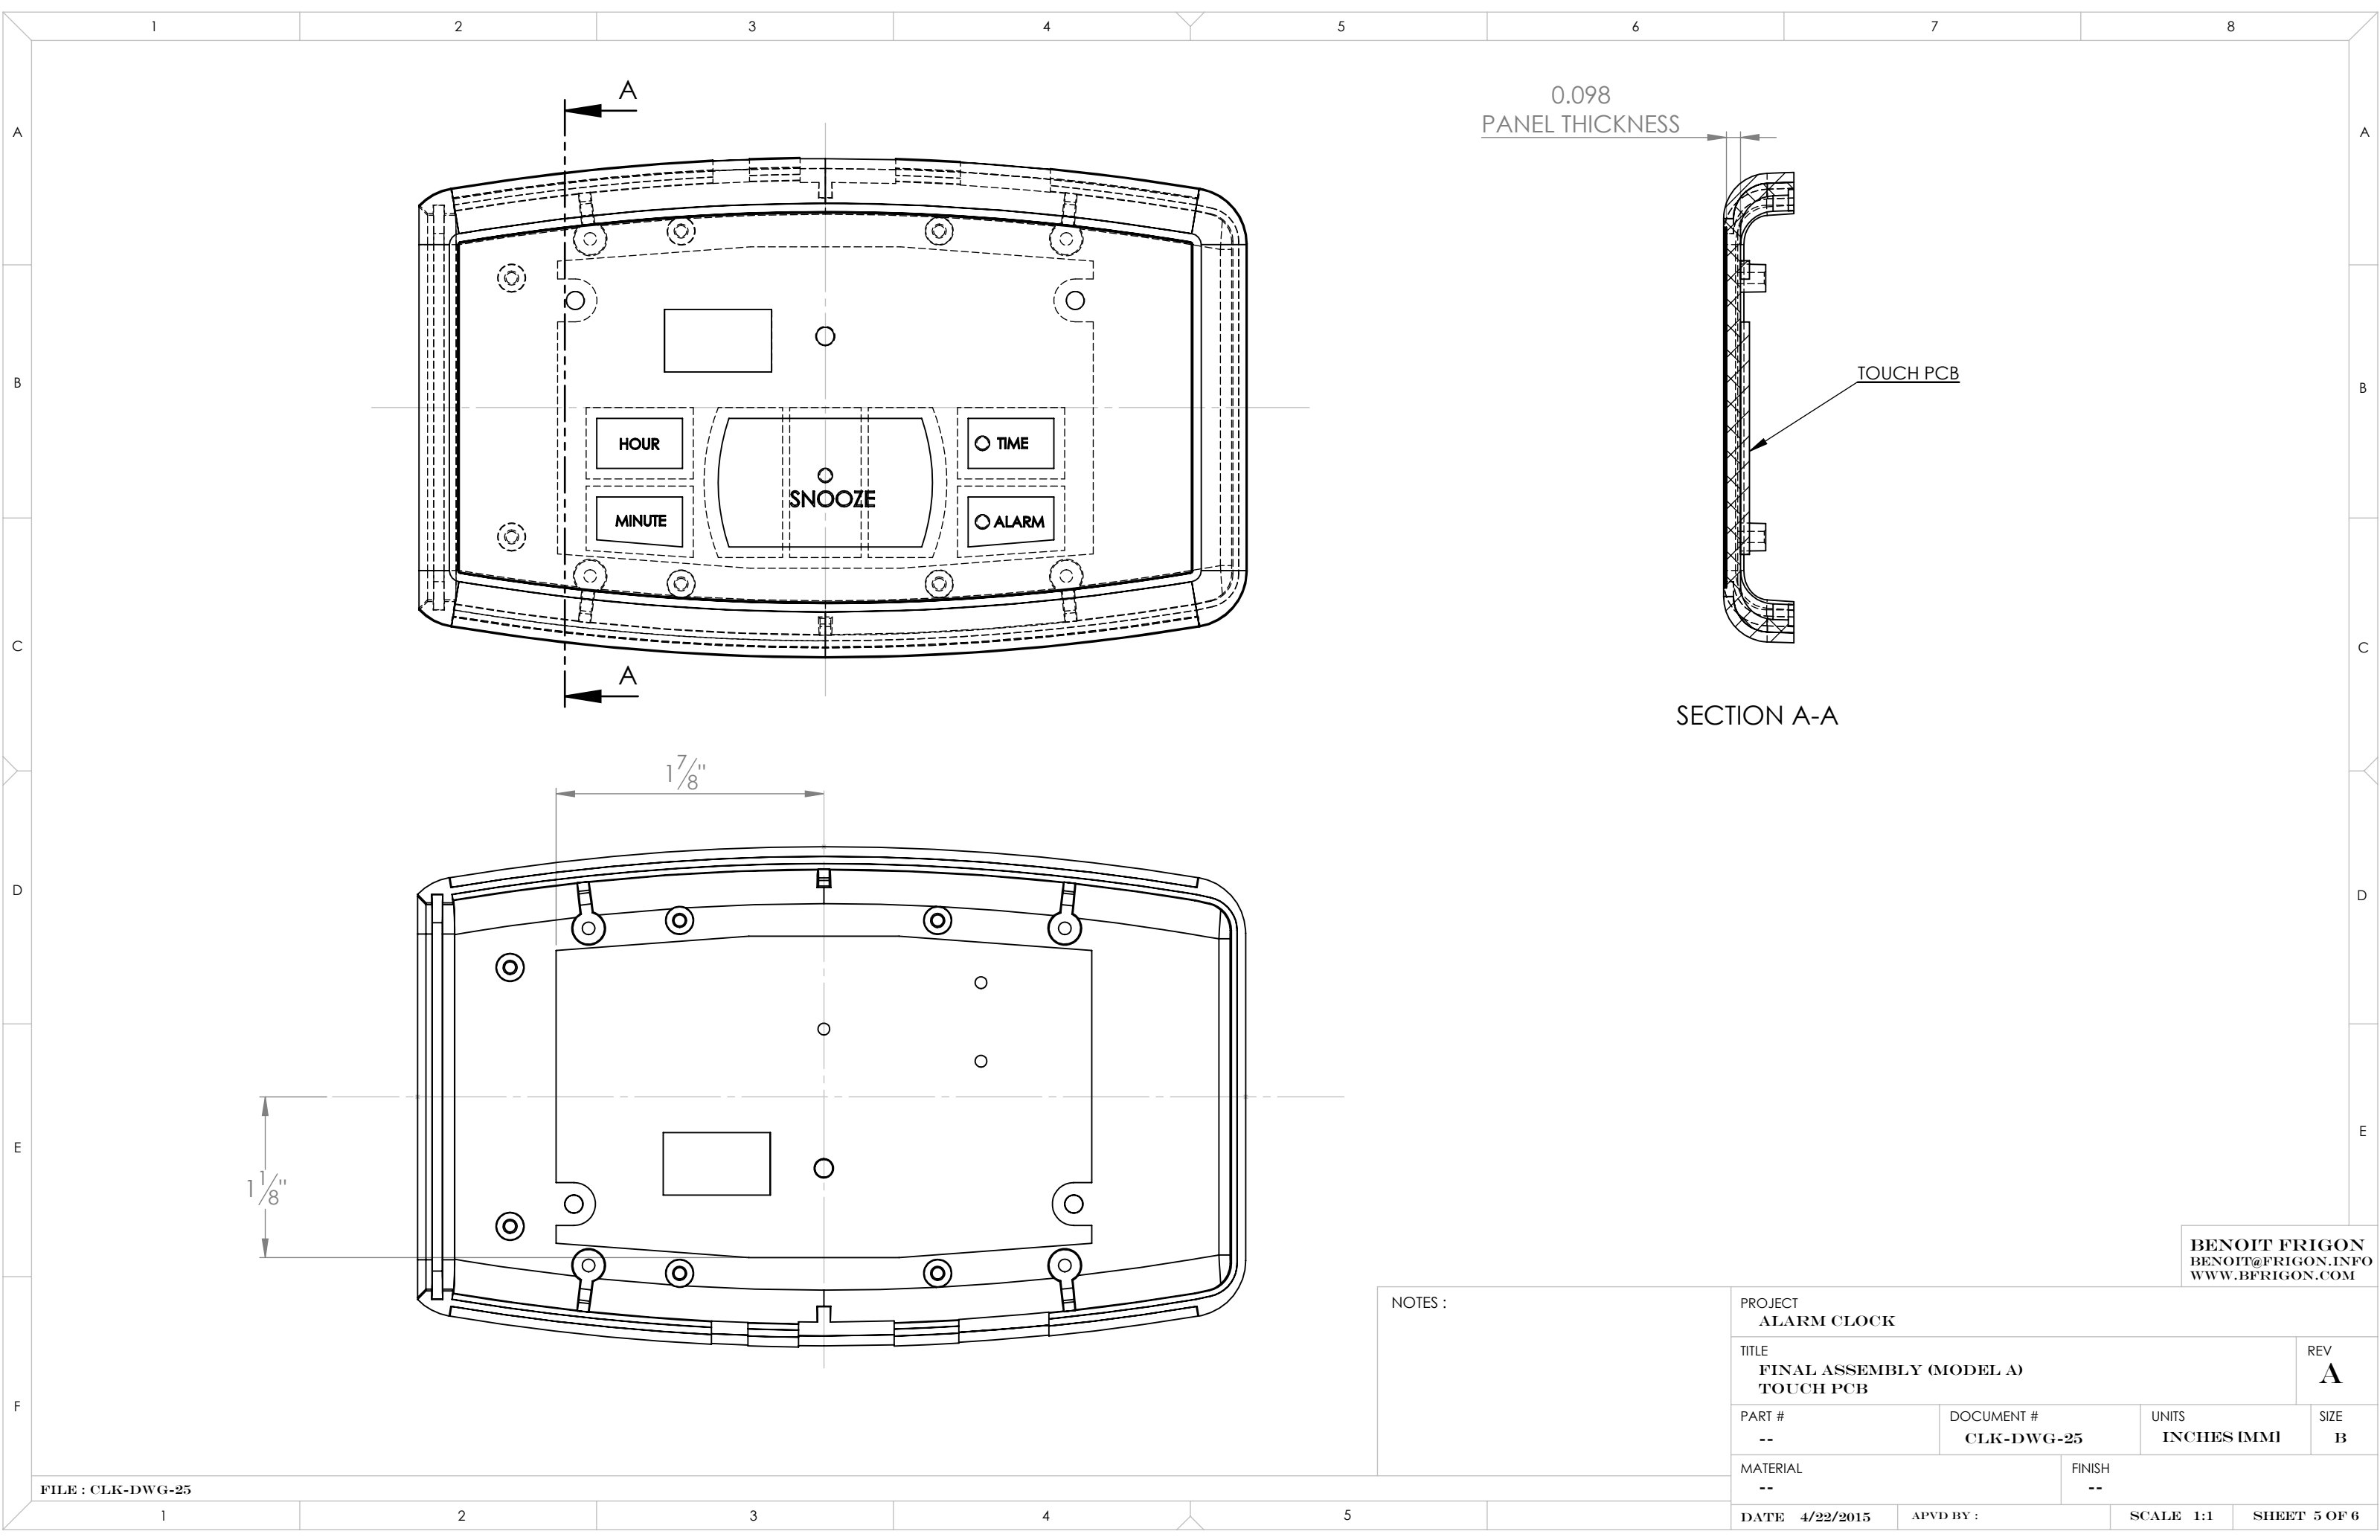 1 2 3 4 5 6 7 8
A A
A
0.098
PANEL THICKNESS
B B
HOUR
TIME
SNOOZE
MINUTE
ALARM
TOUCH PCB
C C
A
SECTION A-A
1 7/8"
D D
E E
1 1/8"
BENOIT FRIGON
BENOIT@FRIGON.INFO
WWW.BFRIGON.COM
NOTES :
PROJECT
ALARM CLOCK
TITLE REV
FINAL ASSEMBLY (MODEL A) A
TOUCH PCB
F
PART # DOCUMENT # UNITS SIZE
-- CLK-DWG-25 INCHES [MM] B
MATERIAL FINISH
-- --
FILE : CLK-DWG-25
DATE 4/22/2015 APVD BY : SCALE 1:1 SHEET 5 OF 6
1 2 3 4 5